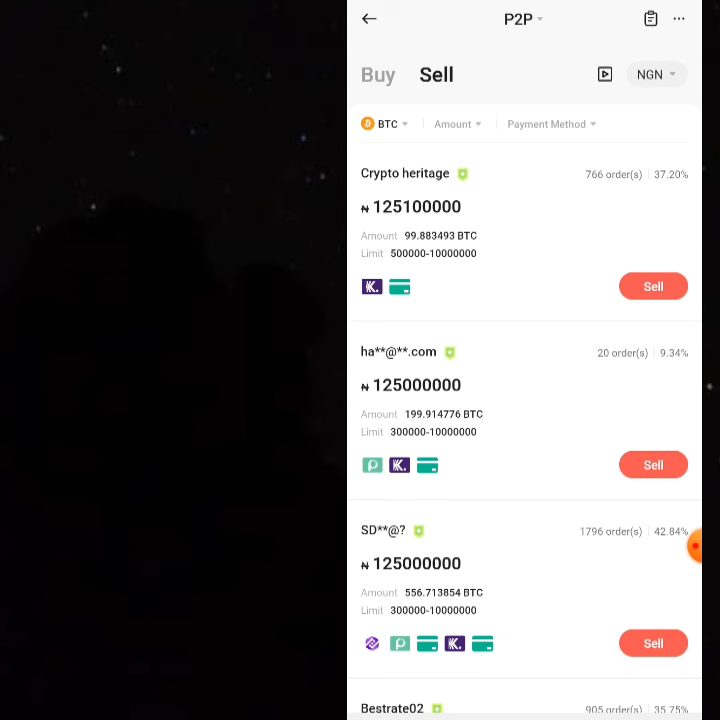 P2P
Buy Sell NGN
BTC Amount Payment Method
Crypto heritage 766 order(s) 37.20%
₦ 125100000
Amount 99.883493 BTC
Limit 500000-10000000
K. Sell
ha**@**.com 20 order(s) 9.34%
₦ 125000000
Amount 199.914776 BTC
Limit 300000-10000000
K. Sell
SD**@? 1796 order(s) 42.84%
₦ 125000000
Amount 556.713854 BTC
Limit 300000-10000000
K. Sell
Bestrate02 905 order(s) 35.75%